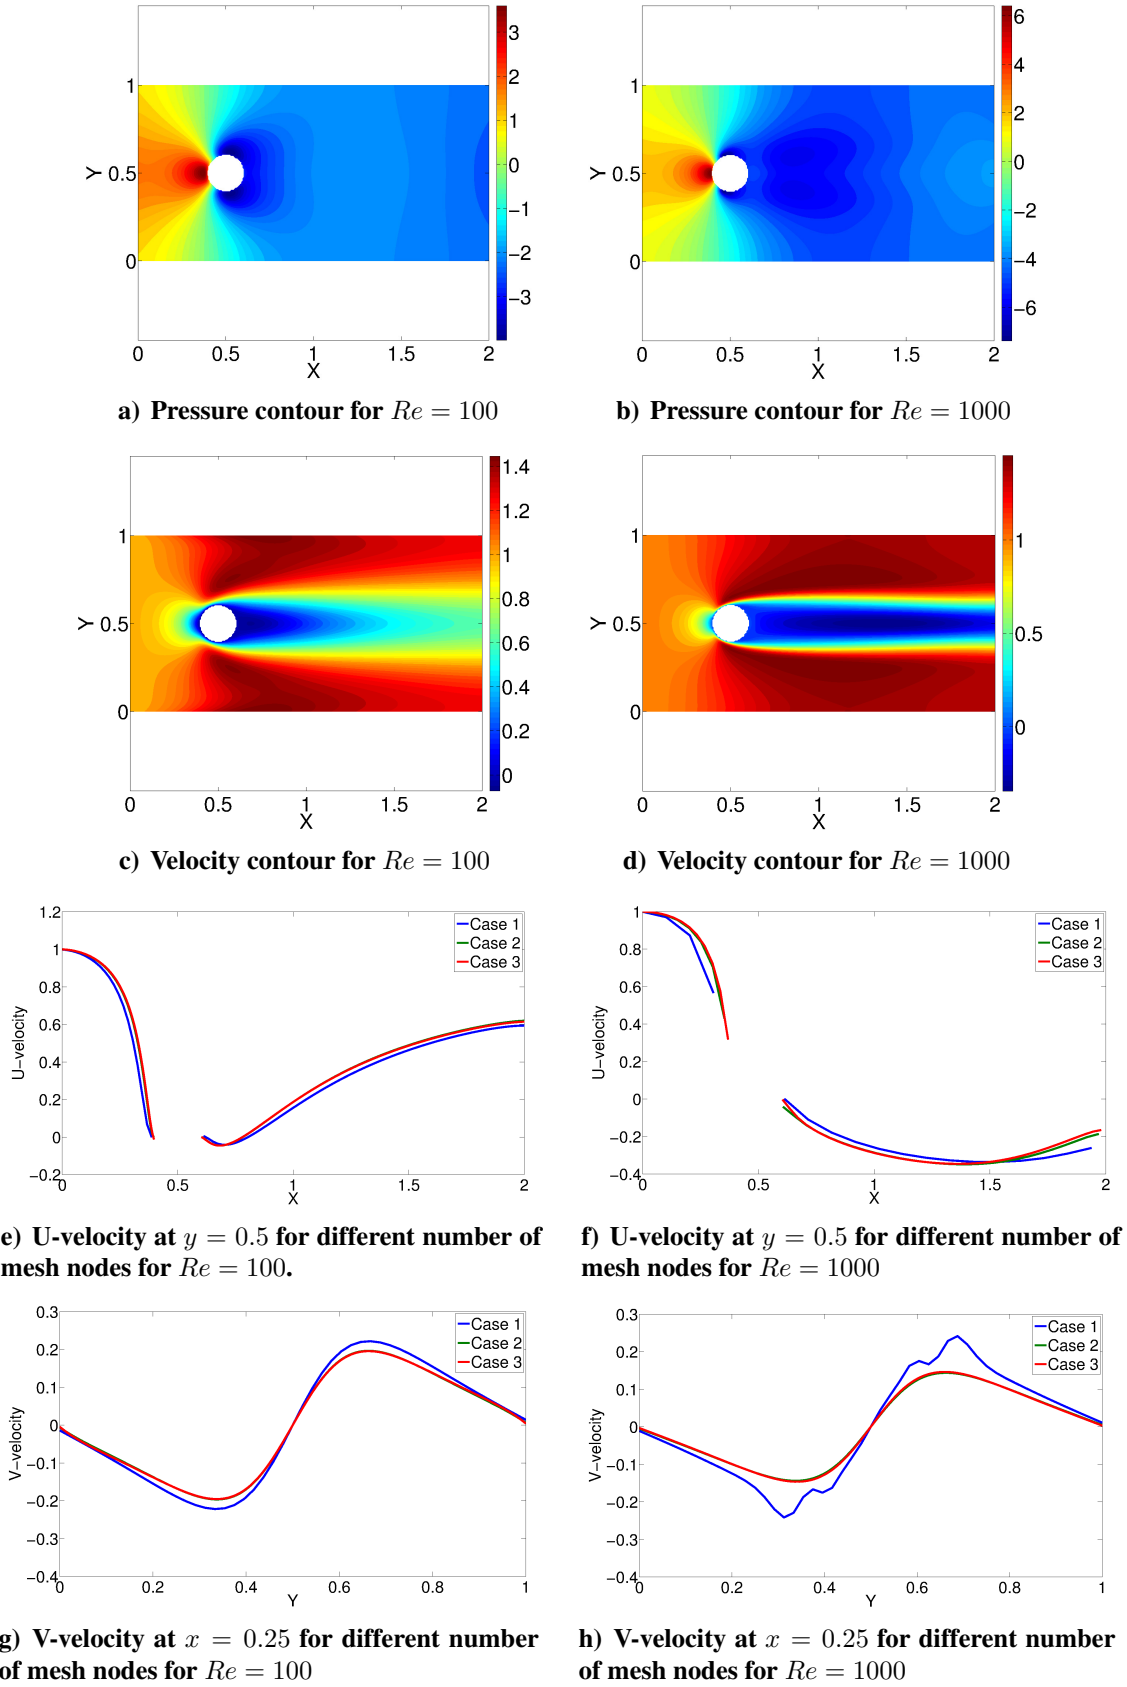 3
2
1
0
−1
−2
−3
1
Y 0.5
0
0 0.5 1 1.5 2
X
a) Pressure contour for Re = 100
6
4
2
0
−2
−4
−6
1
Y 0.5
0
0 0.5 1 1.5 2
X
b) Pressure contour for Re = 1000
1.4
1.2
1
0.8
0.6
0.4
0.2
0
1
Y 0.5
0
0 0.5 1 1.5 2
X
c) Velocity contour for Re = 100
1
0.5
0
1
Y 0.5
0
0 0.5 1 1.5 2
X
d) Velocity contour for Re = 1000
1.2
1
0.8
0.6
0.4
0.2
0
−0.2
U−velocity
Case 1
Case 2
Case 3
0 0.5 1 1.5 2
X
e) U-velocity at y = 0.5 for different number of
mesh nodes for Re = 100.
1
0.8
0.6
0.4
0.2
0
−0.2
−0.4
U−velocity
Case 1
Case 2
Case 3
0 0.5 1 1.5 2
X
f) U-velocity at y = 0.5 for different number of
mesh nodes for Re = 1000
0.3
0.2
0.1
0
−0.1
−0.2
−0.3
−0.4
V−velocity
Case 1
Case 2
Case 3
0 0.2 0.4 0.6 0.8 1
Y
g) V-velocity at x = 0.25 for different number
of mesh nodes for Re = 100
0.3
0.2
0.1
0
−0.1
−0.2
−0.3
−0.4
V−velocity
Case 1
Case 2
Case 3
0 0.2 0.4 0.6 0.8 1
Y
h) V-velocity at x = 0.25 for different number
of mesh nodes for Re = 1000